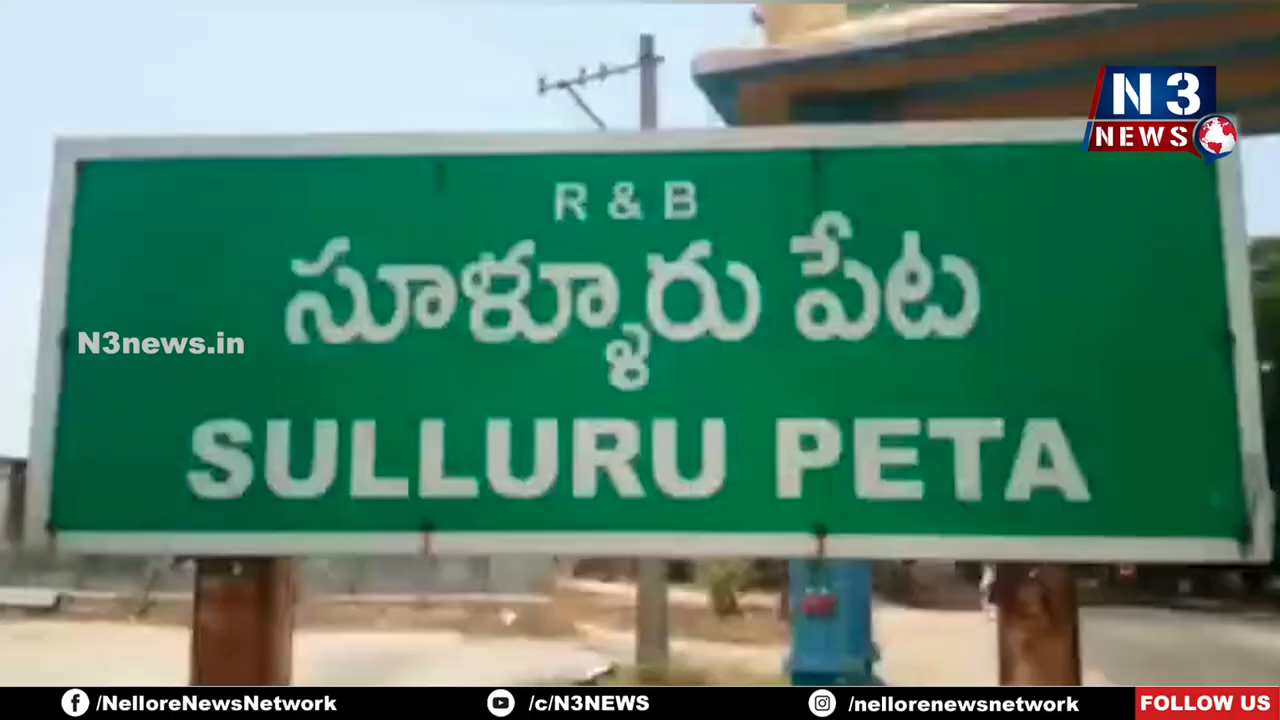 N3
NEWS
R & B
సూళ్ళూరు పేట
N3news.in
SULLURU PETA
/NelloreNewsNetwork
/c/N3NEWS
/nellorenewsnetwork
FOLLOW US